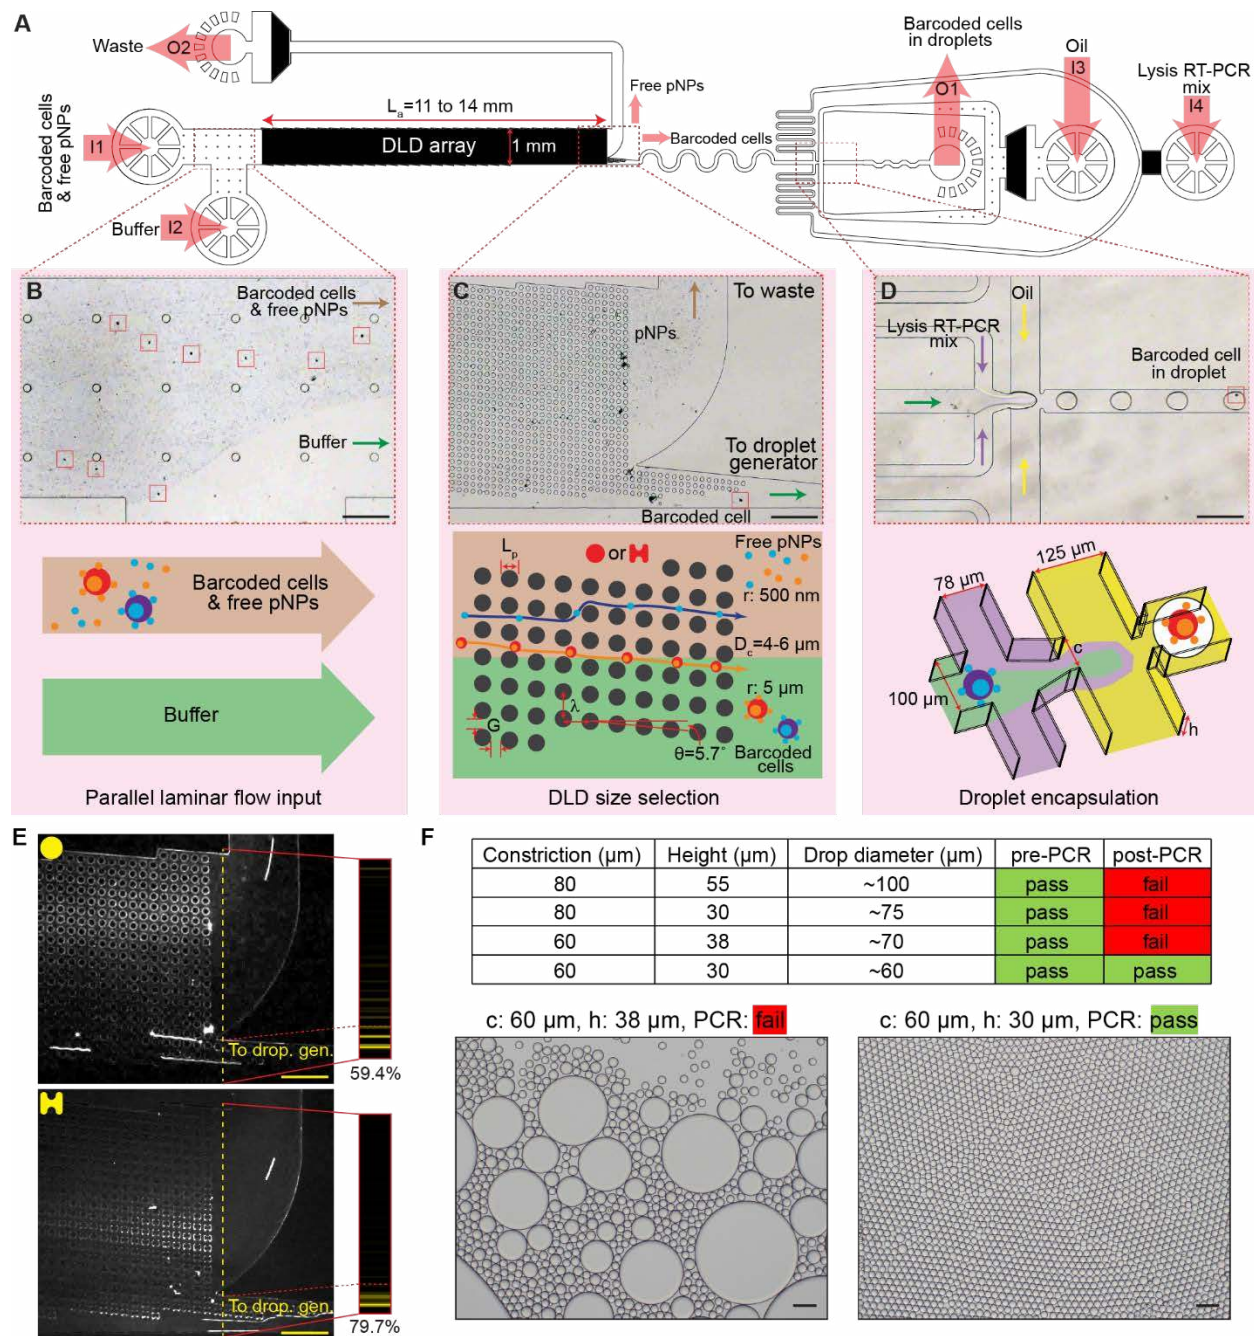 A
Waste
O2
Barcoded cells
in droplets
Oil
I3
Lysis RT-PCR
mix
I4
O1
Free pNPs
Lₐ=11 to 14 mm
Barcoded cells
& free pNPs
I1
DLD array
1 mm
Barcoded cells
Buffer
I2
B
Barcoded cells
& free pNPs
Buffer
Barcoded cells
& free pNPs
Buffer
Parallel laminar flow input
C
To waste
pNPs
To droplet
generator
Barcoded cell
Lₚ
or
Free pNPs
r: 500 nm
D꜀=4-6 µm
r: 5 µm
λ
G
θ=5.7°
Barcoded
cells
DLD size selection
D
Oil
Lysis RT-PCR
mix
Barcoded cell
in droplet
125 µm
78 µm
c
100 µm
h
Droplet encapsulation
E
To drop. gen.
59.4%
To drop. gen.
79.7%
F
Constriction (µm) Height (µm) Drop diameter (µm) pre-PCR post-PCR
80 55 ~100 pass fail
80 30 ~75 pass fail
60 38 ~70 pass fail
60 30 ~60 pass pass
c: 60 µm, h: 38 µm, PCR: fail
c: 60 µm, h: 30 µm, PCR: pass